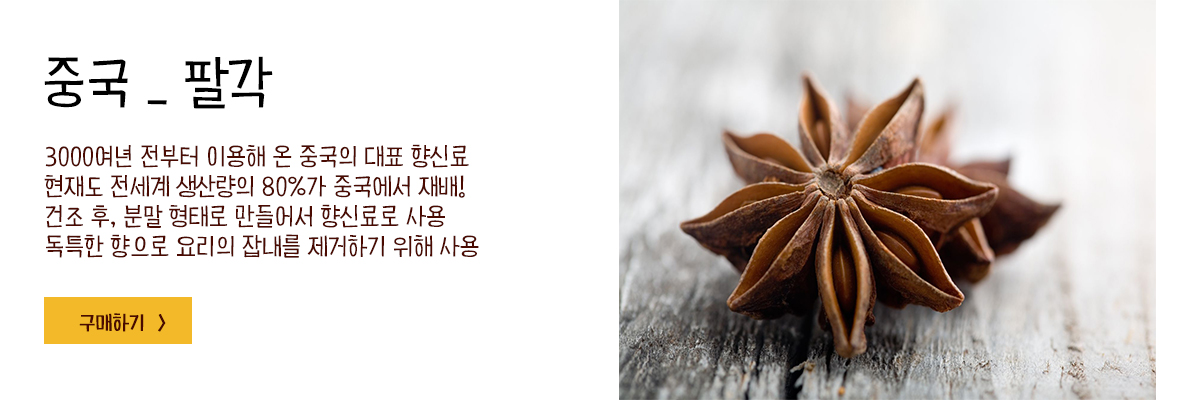 중국 _ 팔각
3000여년 전부터 이용해 온 중국의 대표 향신료
현재도 전세계 생산량의 80%가 중국에서 재배!
건조 후, 분말 형태로 만들어서 향신료로 사용
독특한 향으로 요리의 잡내를 제거하기 위해 사용
구매하기 >